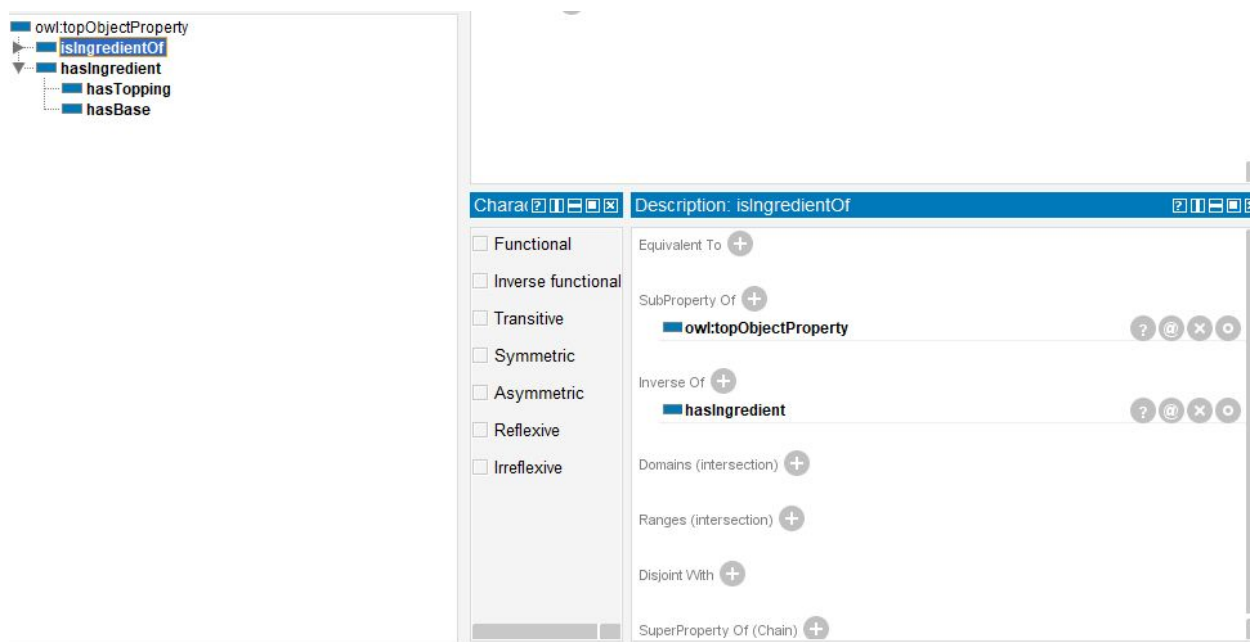 owl:topObjectProperty
isIngredientOf
hasIngredient
hasTopping
hasBase
Charac
Functional
Inverse functional
Transitive
Symmetric
Asymmetric
Reflexive
Irreflexive
Description: isIngredientOf
Equivalent To
SubProperty Of
owl:topObjectProperty
Inverse Of
hasIngredient
Domains (intersection)
Ranges (intersection)
Disjoint With
SuperProperty Of (Chain)